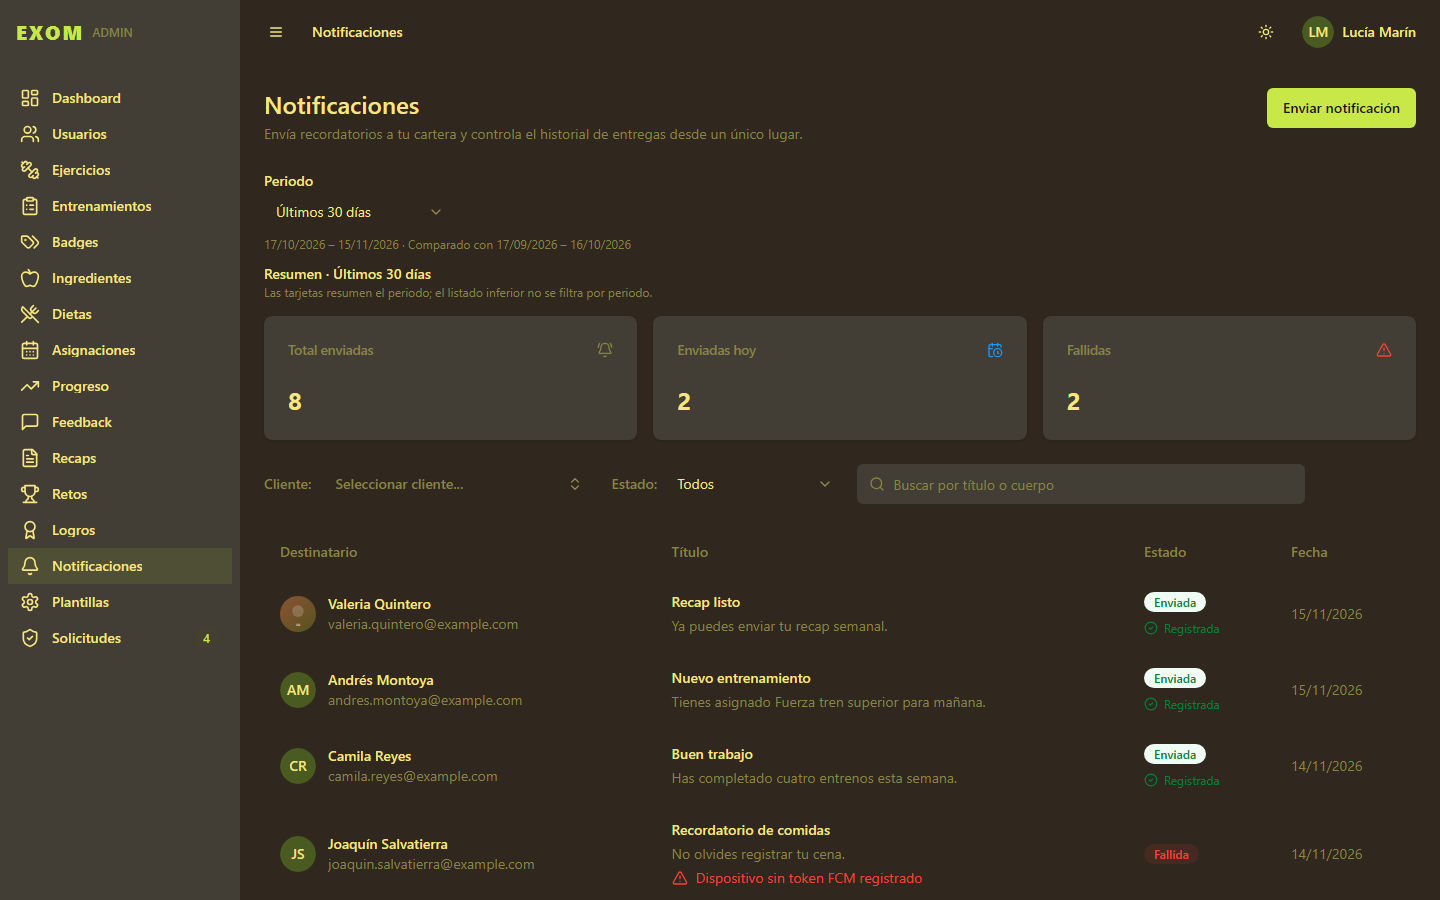 EXOM ADMIN
Dashboard
Usuarios
Ejercicios
Entrenamientos
Badges
Ingredientes
Dietas
Asignaciones
Progreso
Feedback
Recaps
Retos
Logros
Notificaciones
Plantillas
Solicitudes 4
Notificaciones
LM Lucía Marín
Notificaciones
Envía recordatorios a tu cartera y controla el historial de entregas desde un único lugar.
Enviar notificación
Periodo
Últimos 30 días
17/10/2026 – 15/11/2026 · Comparado con 17/09/2026 – 16/10/2026
Resumen · Últimos 30 días
Las tarjetas resumen el periodo; el listado inferior no se filtra por periodo.
Total enviadas
8
Enviadas hoy
2
Fallidas
2
Cliente: Seleccionar cliente... Estado: Todos Buscar por título o cuerpo
Destinatario Título Estado Fecha
Valeria Quintero
valeria.quintero@example.com
Recap listo
Ya puedes enviar tu recap semanal.
Enviada
Registrada
15/11/2026
AM
Andrés Montoya
andres.montoya@example.com
Nuevo entrenamiento
Tienes asignado Fuerza tren superior para mañana.
Enviada
Registrada
15/11/2026
CR
Camila Reyes
camila.reyes@example.com
Buen trabajo
Has completado cuatro entrenos esta semana.
Enviada
Registrada
14/11/2026
JS
Joaquín Salvatierra
joaquin.salvatierra@example.com
Recordatorio de comidas
No olvides registrar tu cena.
Dispositivo sin token FCM registrado
Fallida
14/11/2026